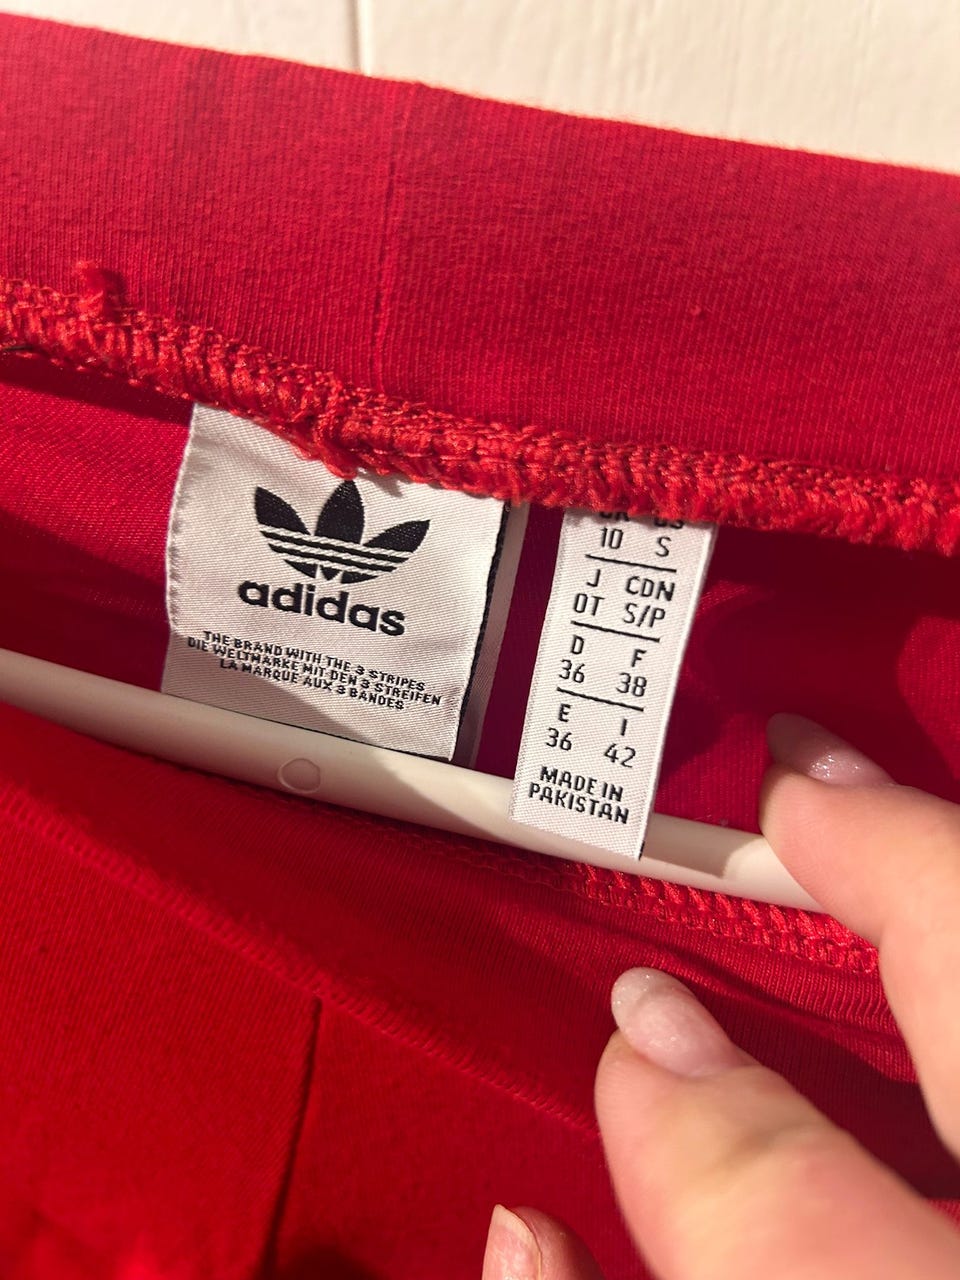 adidas
THE BRAND WITH THE 3 STRIPES
DIE WELTMARKE MIT DEN 3 STREIFEN
LA MARQUE AUX 3 BANDES
10 S
J CDN
OT S/P
D F
36 38
E I
36 42
MADE IN
PAKISTAN